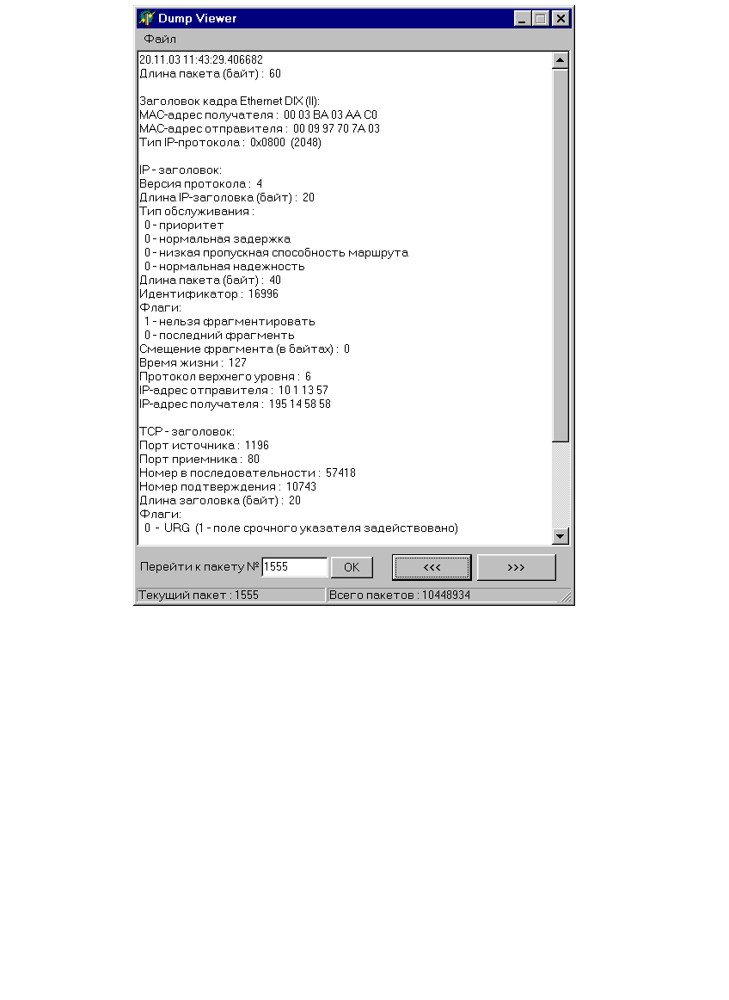 Dump Viewer
Файл
20.11.03 11:43:29.406682
Длина пакета (байт) : 60
Заголовок кадра Ethernet DIX (II):
MAC-адрес получателя : 00 03 BA 03 AA C0
MAC-адрес отправителя : 00 09 97 70 7A 03
Тип IP-протокола : 0x0800 (2048)
IP - заголовок:
Версия протокола : 4
Длина IP-заголовка (байт) : 20
Тип обслуживания :
0 - приоритет
0 - нормальная задержка
0 - низкая пропускная способность маршрута
0 - нормальная надежность
Длина пакета (байт) : 40
Идентификатор : 16996
Флаги:
1 - нельзя фрагментировать
0 - последний фрагменть
Смещение фрагмента (в байтах) : 0
Время жизни : 127
Протокол верхнего уровня : 6
IP-адрес отправителя : 10 1 13 57
IP-адрес получателя : 195 14 58 58
TCP - заголовок:
Порт источника : 1196
Порт приемника : 80
Номер в последовательности : 57418
Номер подтверждения : 10743
Длина заголовка (байт) : 20
Флаги:
0 - URG (1 - поле срочного указателя задействовано)
Перейти к пакету № 1555 OK <<< >>>
Текущий пакет : 1555 Всего пакетов : 10448934